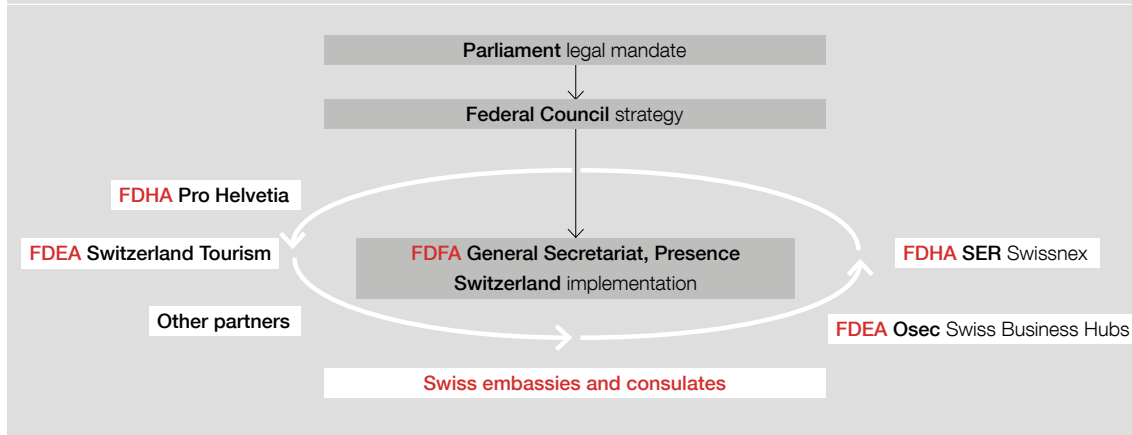 Parliament legal mandate
Federal Council strategy
FDHA Pro Helvetia
FDEA Switzerland Tourism
Other partners
FDFA General Secretariat, Presence
Switzerland implementation
FDHA SER Swissnex
FDEA Osec Swiss Business Hubs
Swiss embassies and consulates